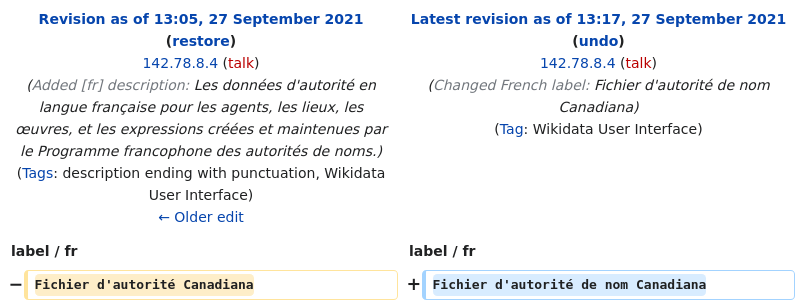 Revision as of 13:05, 27 September 2021
(restore)
142.78.8.4 (talk)
(Added [fr] description: Les données d'autorité en
langue française pour les agents, les lieux, les
œuvres, et les expressions créées et maintenues par
le Programme francophone des autorités de noms.)
(Tags: description ending with punctuation, Wikidata
User Interface)
← Older edit
Latest revision as of 13:17, 27 September 2021
(undo)
142.78.8.4 (talk)
(Changed French label: Fichier d'autorité de nom
Canadiana)
(Tag: Wikidata User Interface)
label / fr
− Fichier d'autorité Canadiana
label / fr
+ Fichier d'autorité de nom Canadiana